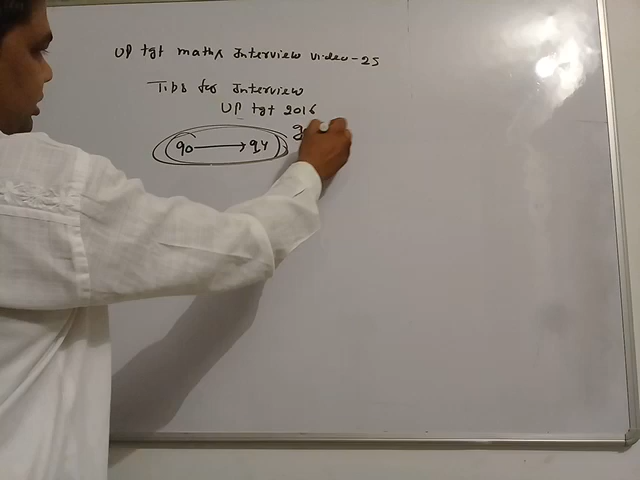 UP tgt maths Interview video-25
Tips for Interview
UP tgt 2016
90 → 94